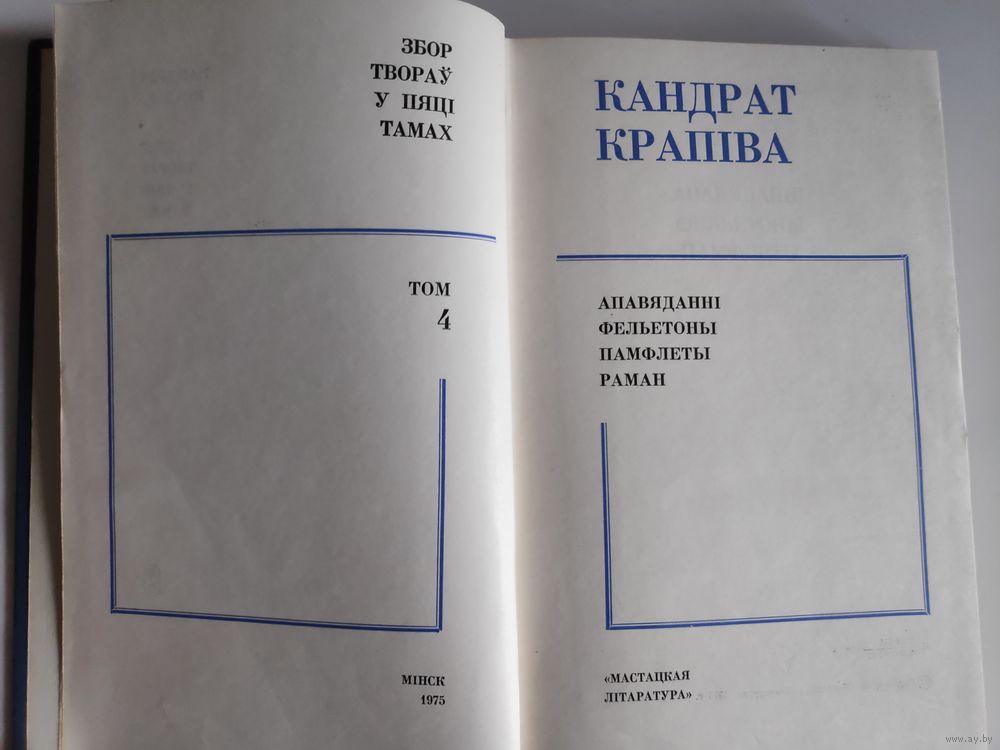 ЗБОР
ТВОРАЎ
У ПЯЦІ
ТАМАХ
ТОМ
4
МІНСК
1975
КАНДРАТ
КРАПІВА
АПАВЯДАННІ
ФЕЛЬЕТОНЫ
ПАМФЛЕТЫ
РАМАН
«МАСТАЦКАЯ
ЛІТАРАТУРА»
www.ay.by